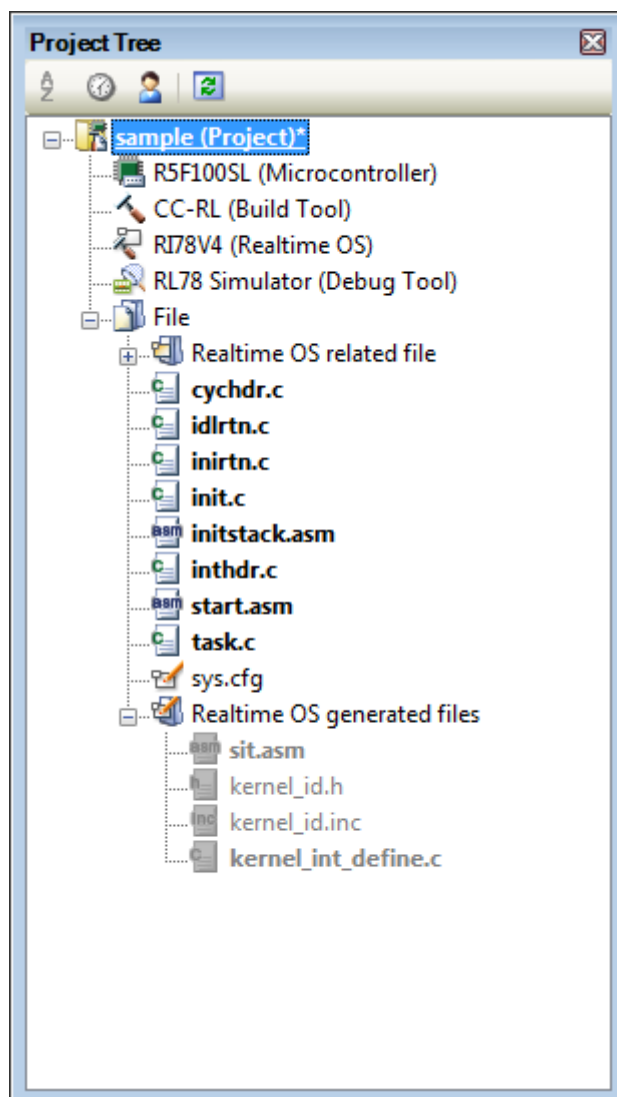 Project Tree
sample (Project)*
R5F100SL (Microcontroller)
CC-RL (Build Tool)
RI78V4 (Realtime OS)
RL78 Simulator (Debug Tool)
File
Realtime OS related file
cychdr.c
idlrtn.c
inirtn.c
init.c
initstack.asm
inthdr.c
start.asm
task.c
sys.cfg
Realtime OS generated files
sit.asm
kernel_id.h
kernel_id.inc
kernel_int_define.c